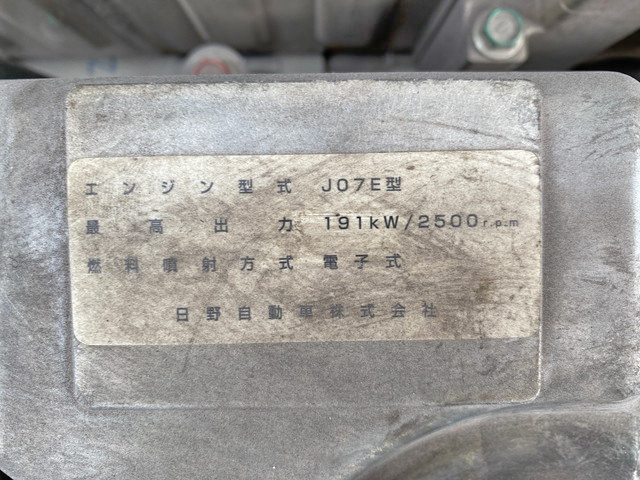 エンジン型式 J07E型
最高出力 191kW/2500r.p.m
燃料噴射方式 電子式
日野自動車株式会社